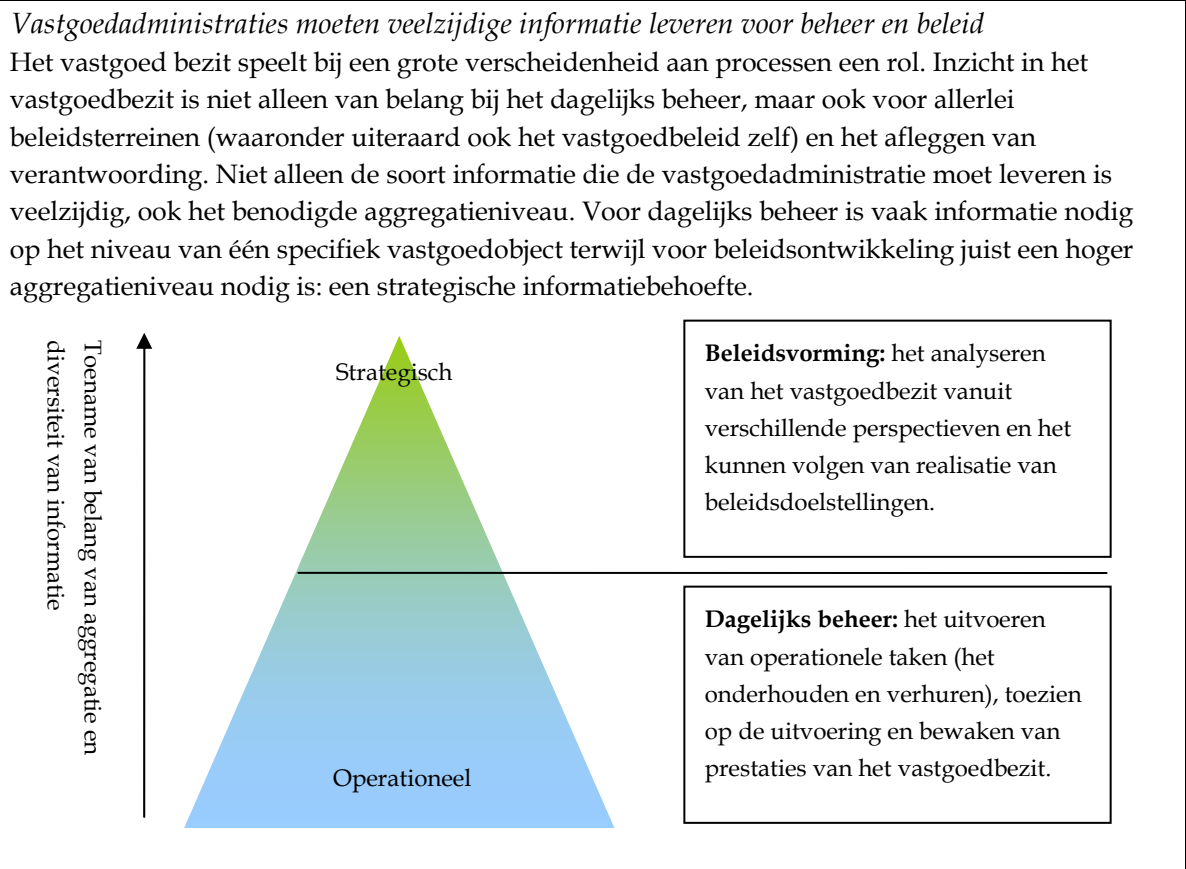 Vastgoedadministraties moeten veelzijdige informatie leveren voor beheer en beleid
Het vastgoed bezit speelt bij een grote verscheidenheid aan processen een rol. Inzicht in het
vastgoedbezit is niet alleen van belang bij het dagelijks beheer, maar ook voor allerlei
beleidsterreinen (waaronder uiteraard ook het vastgoedbeleid zelf) en het afleggen van
verantwoording. Niet alleen de soort informatie die de vastgoedadministratie moet leveren is
veelzijdig, ook het benodigde aggregatieniveau. Voor dagelijks beheer is vaak informatie nodig
op het niveau van één specifiek vastgoedobject terwijl voor beleidsontwikkeling juist een hoger
aggregatieniveau nodig is: een strategische informatiebehoefte.
Toename van belang van aggregatie en
diversiteit van informatie
Strategisch
Operationeel
Beleidsvorming: het analyseren
van het vastgoedbezit vanuit
verschillende perspectieven en het
kunnen volgen van realisatie van
beleidsdoelstellingen.
Dagelijks beheer: het uitvoeren
van operationele taken (het
onderhouden en verhuren), toezien
op de uitvoering en bewaken van
prestaties van het vastgoedbezit.